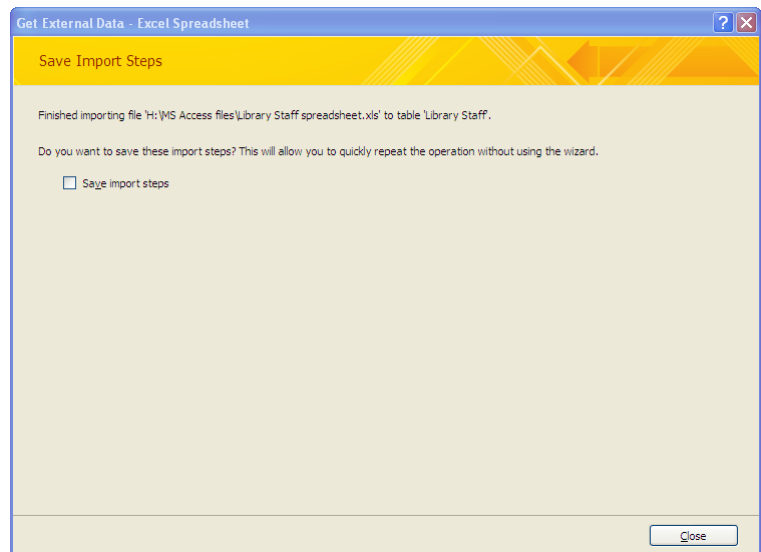 Get External Data - Excel Spreadsheet
?
Save Import Steps
Finished importing file 'H:\MS Access files\Library Staff spreadsheet.xls' to table 'Library Staff'.
Do you want to save these import steps? This will allow you to quickly repeat the operation without using the wizard.
Save import steps
Close